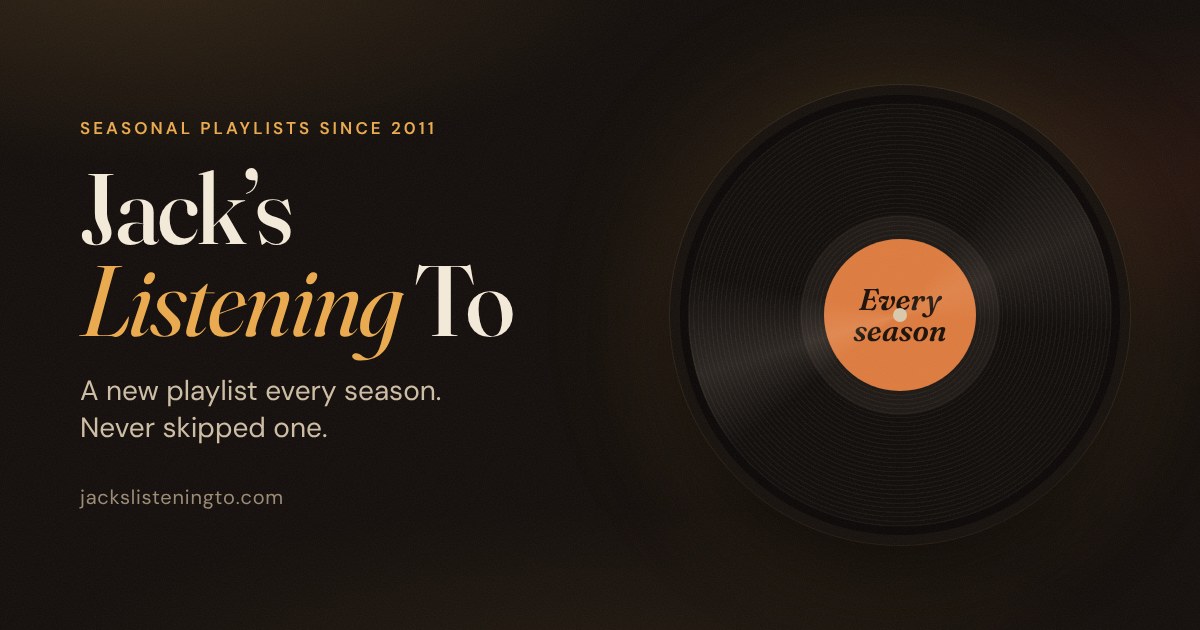 SEASONAL PLAYLISTS SINCE 2011
Jack’s
Listening To
A new playlist every season.
Never skipped one.
jackslisteningto.com
Every
season